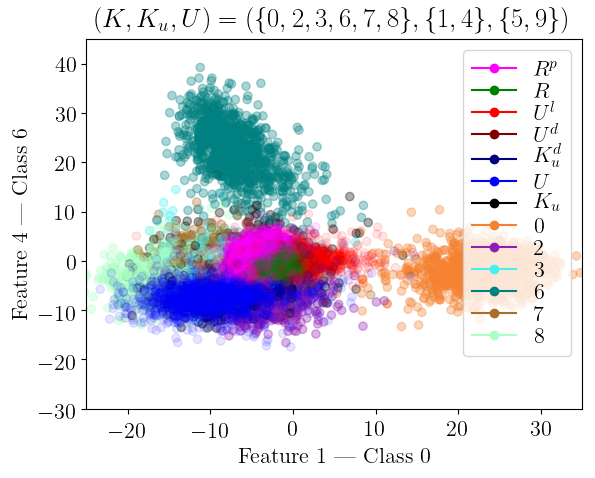 (K, K_u, U) = ({0, 2, 3, 6, 7, 8}, {1, 4}, {5, 9})
40
30
20
10
0
−10
−20
−30
Feature 4 — Class 6
R^p
R
U^l
U^d
K_u^d
U
K_u
0
2
3
6
7
8
−20
−10
0
10
20
30
Feature 1 — Class 0